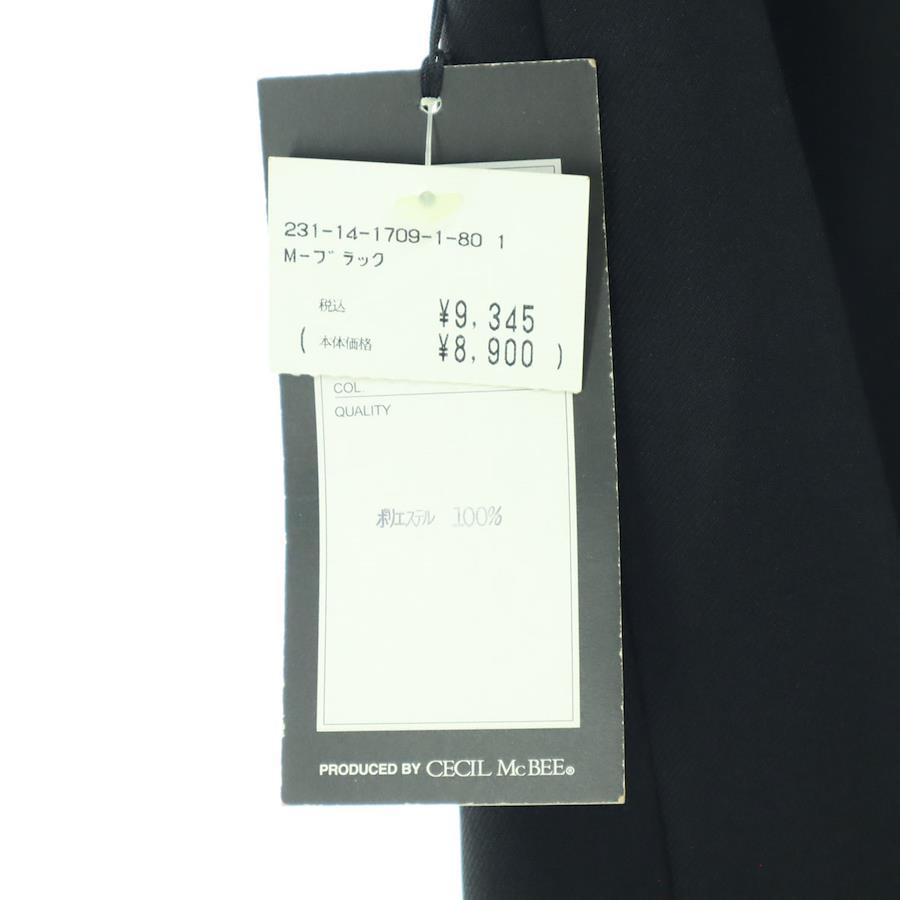 231-14-1709-1-80 1
M-ブラック
税込 ¥9,345
( 本体価格 ¥8,900 )
COL.
QUALITY
ポリエステル 100%
PRODUCED BY CECIL McBEE®